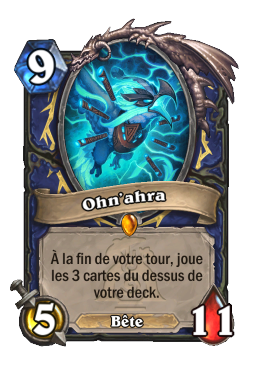 9
Ohn'ahra
À la fin de votre tour, joue
les 3 cartes du dessus de
votre deck.
5
Bête
11